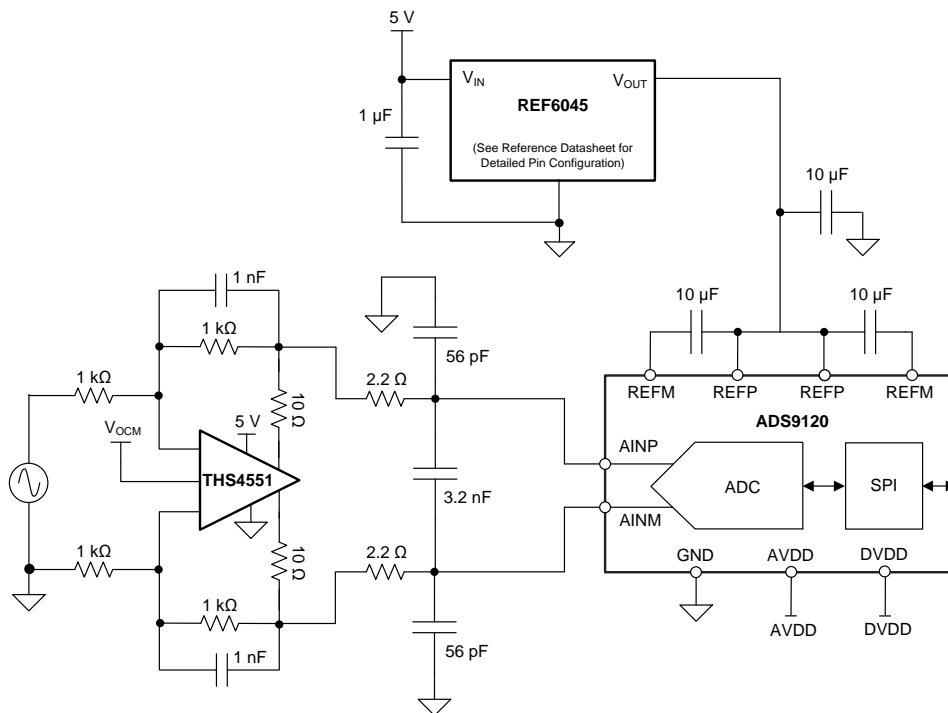 5 V
V_IN
V_OUT
REF6045
1 µF
(See Reference Datasheet for
Detailed Pin Configuration)
10 µF
1 nF
10 µF
10 µF
1 kΩ
56 pF
1 kΩ
2.2 Ω
REFM
REFP
REFP
REFM
10 Ω
ADS9120
V_OCM
5 V
AINP
THS4551
3.2 nF
ADC
SPI
AINM
1 kΩ
10 Ω
2.2 Ω
GND
AVDD
DVDD
1 kΩ
56 pF
AVDD
DVDD
1 nF